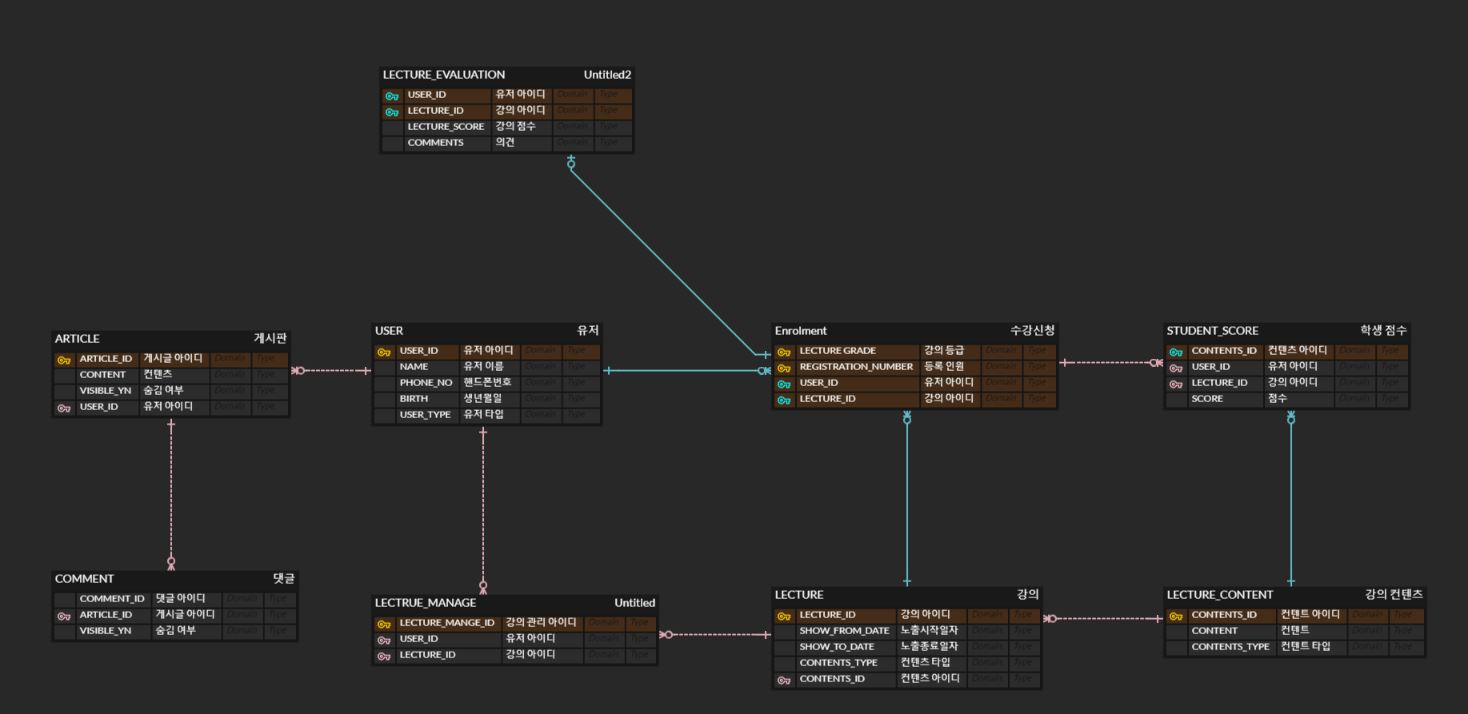 LECTURE_EVALUATION Untitled2
USER_ID 유저 아이디 Domain Type
LECTURE_ID 강의 아이디 Domain Type
LECTURE_SCORE 강의 점수 Domain Type
COMMENTS 의견 Domain Type
ARTICLE 게시판
ARTICLE_ID 게시글 아이디 Domain Type
CONTENT 컨텐츠 Domain Type
VISIBLE_YN 숨김 여부 Domain Type
USER_ID 유저 아이디 Domain Type
USER 유저
USER_ID 유저 아이디 Domain Type
NAME 유저 이름 Domain Type
PHONE_NO 핸드폰번호 Domain Type
BIRTH 생년월일 Domain Type
USER_TYPE 유저 타입 Domain Type
Enrolment 수강신청
LECTURE GRADE 강의 등급 Domain Type
REGISTRATION_NUMBER 등록 인원 Domain Type
USER_ID 유저 아이디 Domain Type
LECTURE_ID 강의 아이디 Domain Type
STUDENT_SCORE 학생 점수
CONTENTS_ID 컨텐츠 아이디 Domain Type
USER_ID 유저 아이디 Domain Type
LECTURE_ID 강의 아이디 Domain Type
SCORE 점수 Domain Type
COMMENT 댓글
COMMENT_ID 댓글 아이디 Domain Type
ARTICLE_ID 게시글 아이디 Domain Type
VISIBLE_YN 숨김 여부 Domain Type
LECTRUE_MANAGE Untitled
LECTURE_MANGE_ID 강의 관리 아이디 Domain Type
USER_ID 유저 아이디 Domain Type
LECTURE_ID 강의 아이디 Domain Type
LECTURE 강의
LECTURE_ID 강의 아이디 Domain Type
SHOW_FROM_DATE 노출시작일자 Domain Type
SHOW_TO_DATE 노출종료일자 Domain Type
CONTENTS_TYPE 컨텐츠 타입 Domain Type
CONTENTS_ID 컨텐츠 아이디 Domain Type
LECTURE_CONTENT 강의 컨텐츠
CONTENTS_ID 컨텐트 아이디 Domain Type
CONTENT 컨텐트 Domain Type
CONTENTS_TYPE 컨텐트 타입 Domain Type